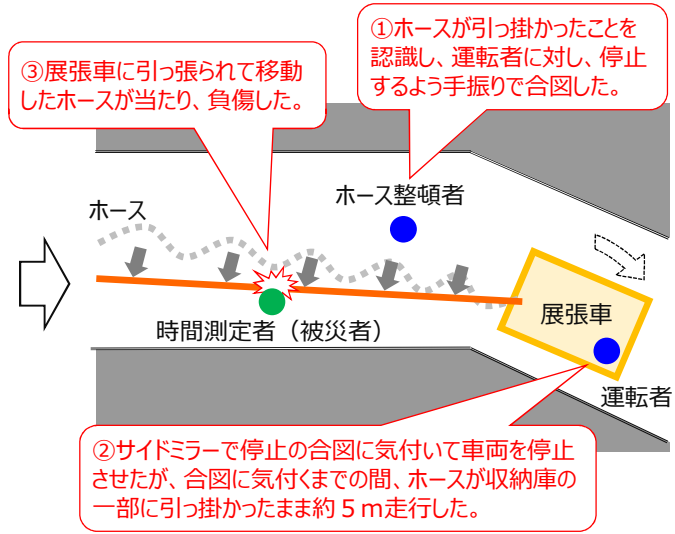 ①ホースが引っ掛かったことを
認識し、運転者に対し、停止
するよう手振りで合図した。
③展張車に引っ張られて移動
したホースが当たり、負傷した。
ホース整頓者
ホース
展張車
時間測定者（被災者）
運転者
②サイドミラーで停止の合図に気付いて車両を停止
させたが、合図に気付くまでの間、ホースが収納庫の
一部に引っ掛かったまま約５ｍ走行した。